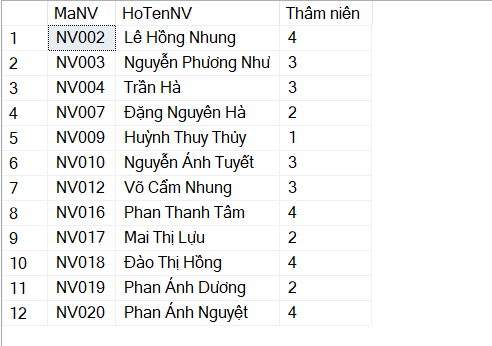 MaNV HoTenNV Thâm niên
1 NV002 Lê Hồng Nhung 4
2 NV003 Nguyễn Phương Như 3
3 NV004 Trần Hà 3
4 NV007 Đặng Nguyên Hà 2
5 NV009 Huỳnh Thuy Thùy 1
6 NV010 Nguyễn Ánh Tuyết 3
7 NV012 Võ Cẩm Nhung 3
8 NV016 Phan Thanh Tâm 4
9 NV017 Mai Thị Lựu 2
10 NV018 Đào Thị Hồng 4
11 NV019 Phan Ánh Dương 2
12 NV020 Phan Ánh Nguyệt 4